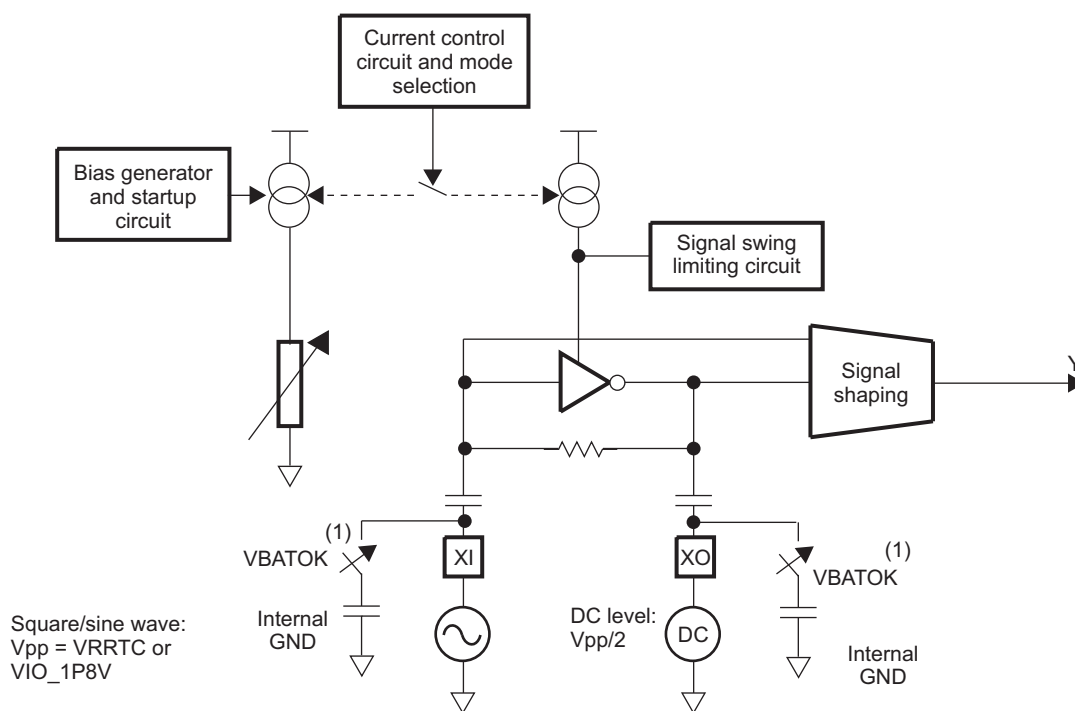 Current control
circuit and mode
selection
Bias generator
and startup
circuit
Signal swing
limiting circuit
Signal
shaping
Y
(1)
VBATOK
XI
XO
(1)
VBATOK
Internal
GND
Square/sine wave:
Vpp = VRRTC or
VIO_1P8V
DC level:
Vpp/2
DC
Internal
GND